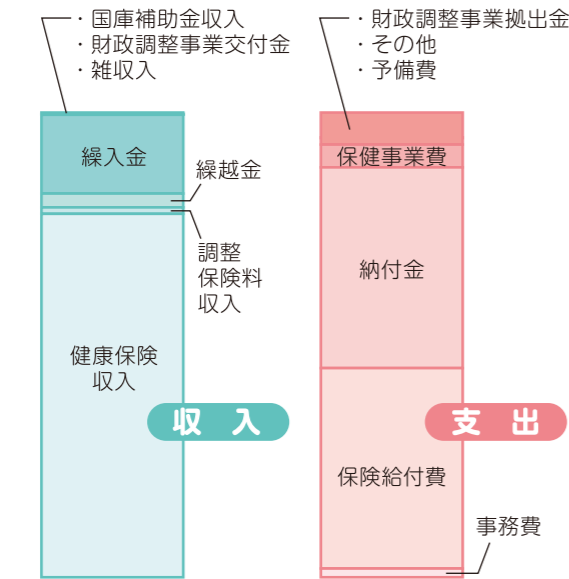 ・国庫補助金収入
・財政調整事業交付金
・雑収入
繰入金
繰越金
調整
保険料
収入
健康保険
収入
収 入
・財政調整事業拠出金
・その他
・予備費
保健事業費
納付金
支 出
保険給付費
事務費